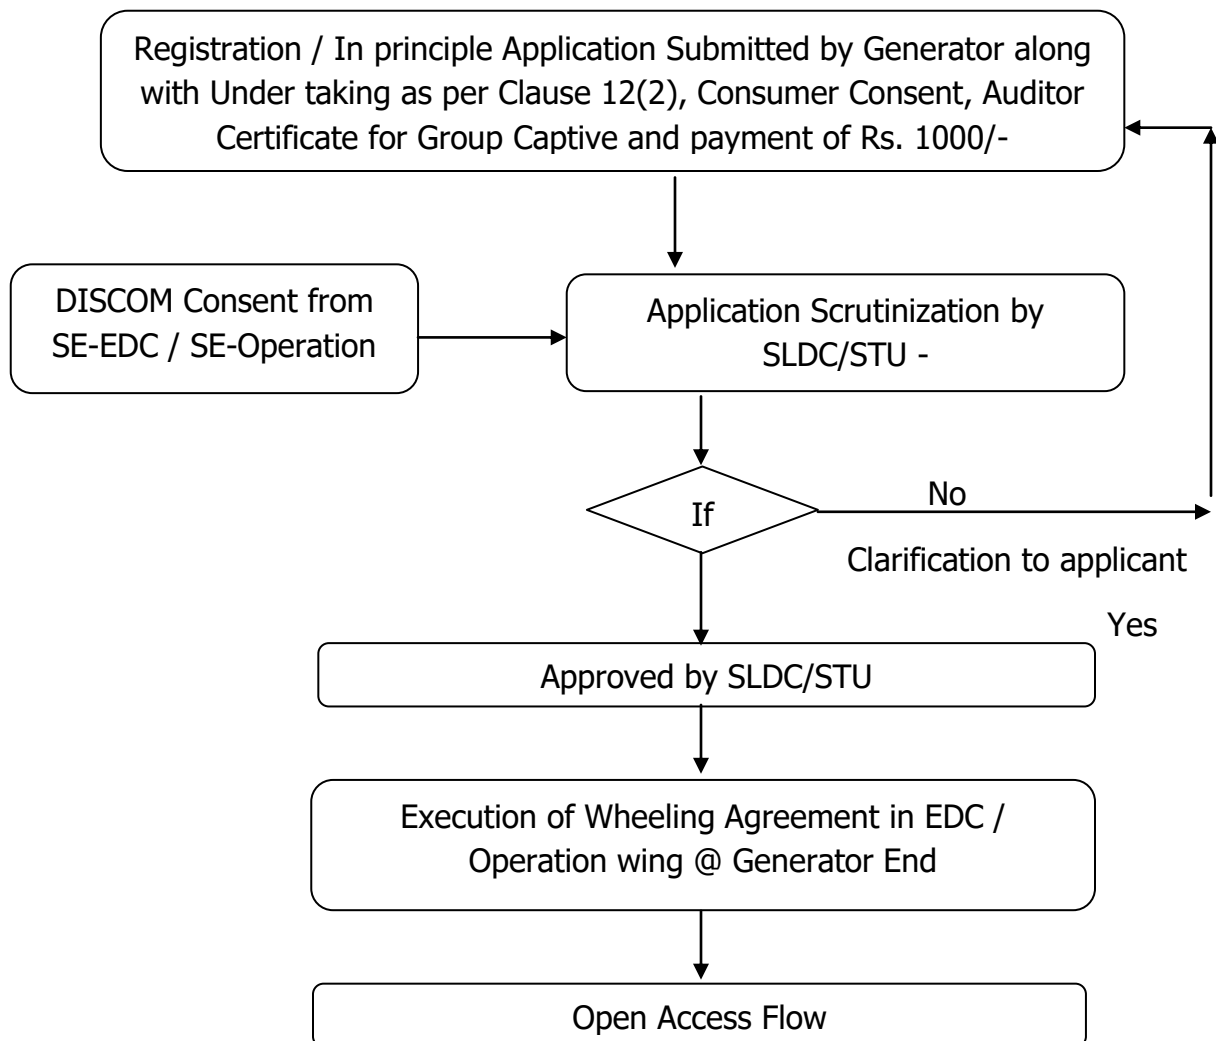 Registration / In principle Application Submitted by Generator along
with Under taking as per Clause 12(2), Consumer Consent, Auditor
Certificate for Group Captive and payment of Rs. 1000/-
DISCOM Consent from
SE-EDC / SE-Operation
Application Scrutinization by
SLDC/STU -
If
No
Clarification to applicant
Yes
Approved by SLDC/STU
Execution of Wheeling Agreement in EDC /
Operation wing @ Generator End
Open Access Flow